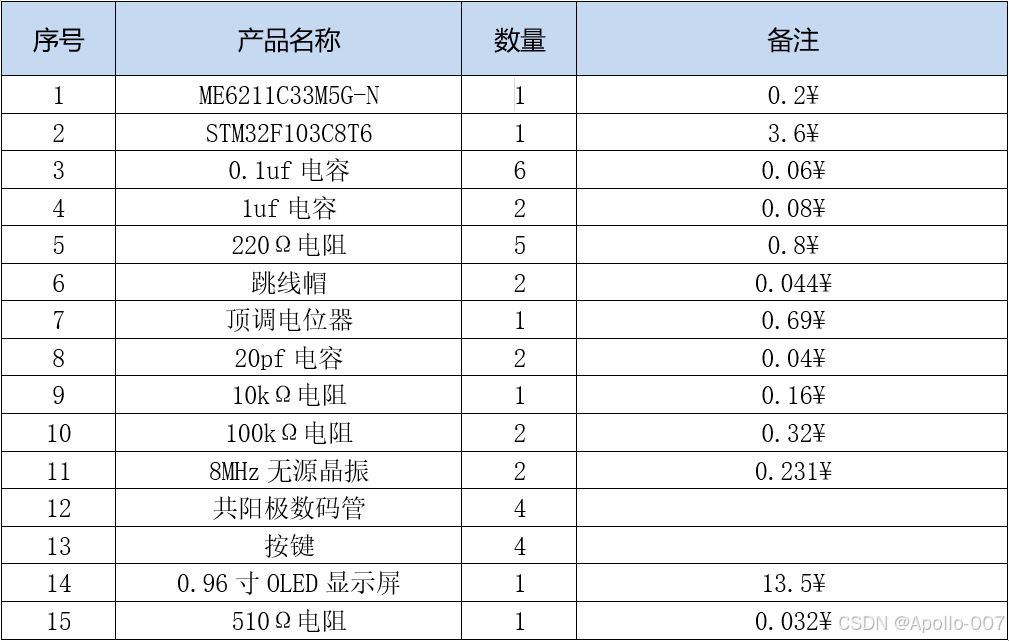 序号 产品名称 数量 备注
1 ME6211C33M5G-N 1 0.2¥
2 STM32F103C8T6 1 3.6¥
3 0.1uf 电容 6 0.06¥
4 1uf 电容 2 0.08¥
5 220Ω电阻 5 0.8¥
6 跳线帽 2 0.044¥
7 顶调电位器 1 0.69¥
8 20pf 电容 2 0.04¥
9 10kΩ电阻 1 0.16¥
10 100kΩ电阻 2 0.32¥
11 8MHz 无源晶振 2 0.231¥
12 共阳极数码管 4
13 按键 4
14 0.96 寸 OLED 显示屏 1 13.5¥
15 510Ω电阻 1 0.032¥
CSDN @Apollo-007